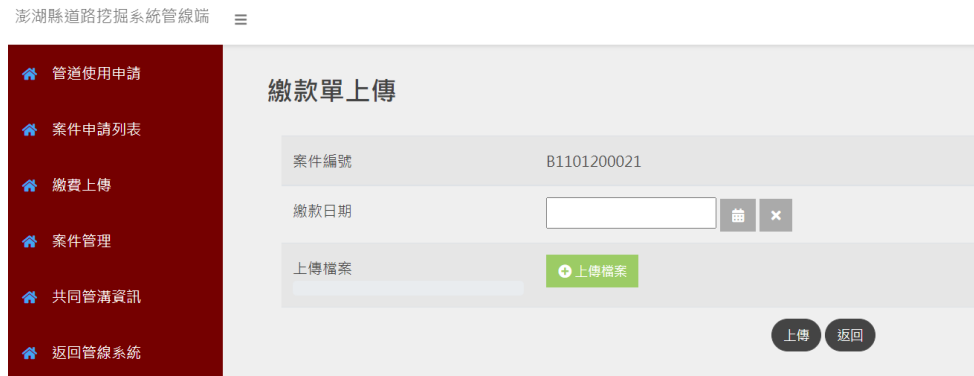 澎湖縣道路挖掘系統管線端
管道使用申請
案件申請列表
繳費上傳
案件管理
共同管溝資訊
返回管線系統
繳款單上傳
案件編號 B1101200021
繳款日期
上傳檔案 上傳檔案
上傳 返回